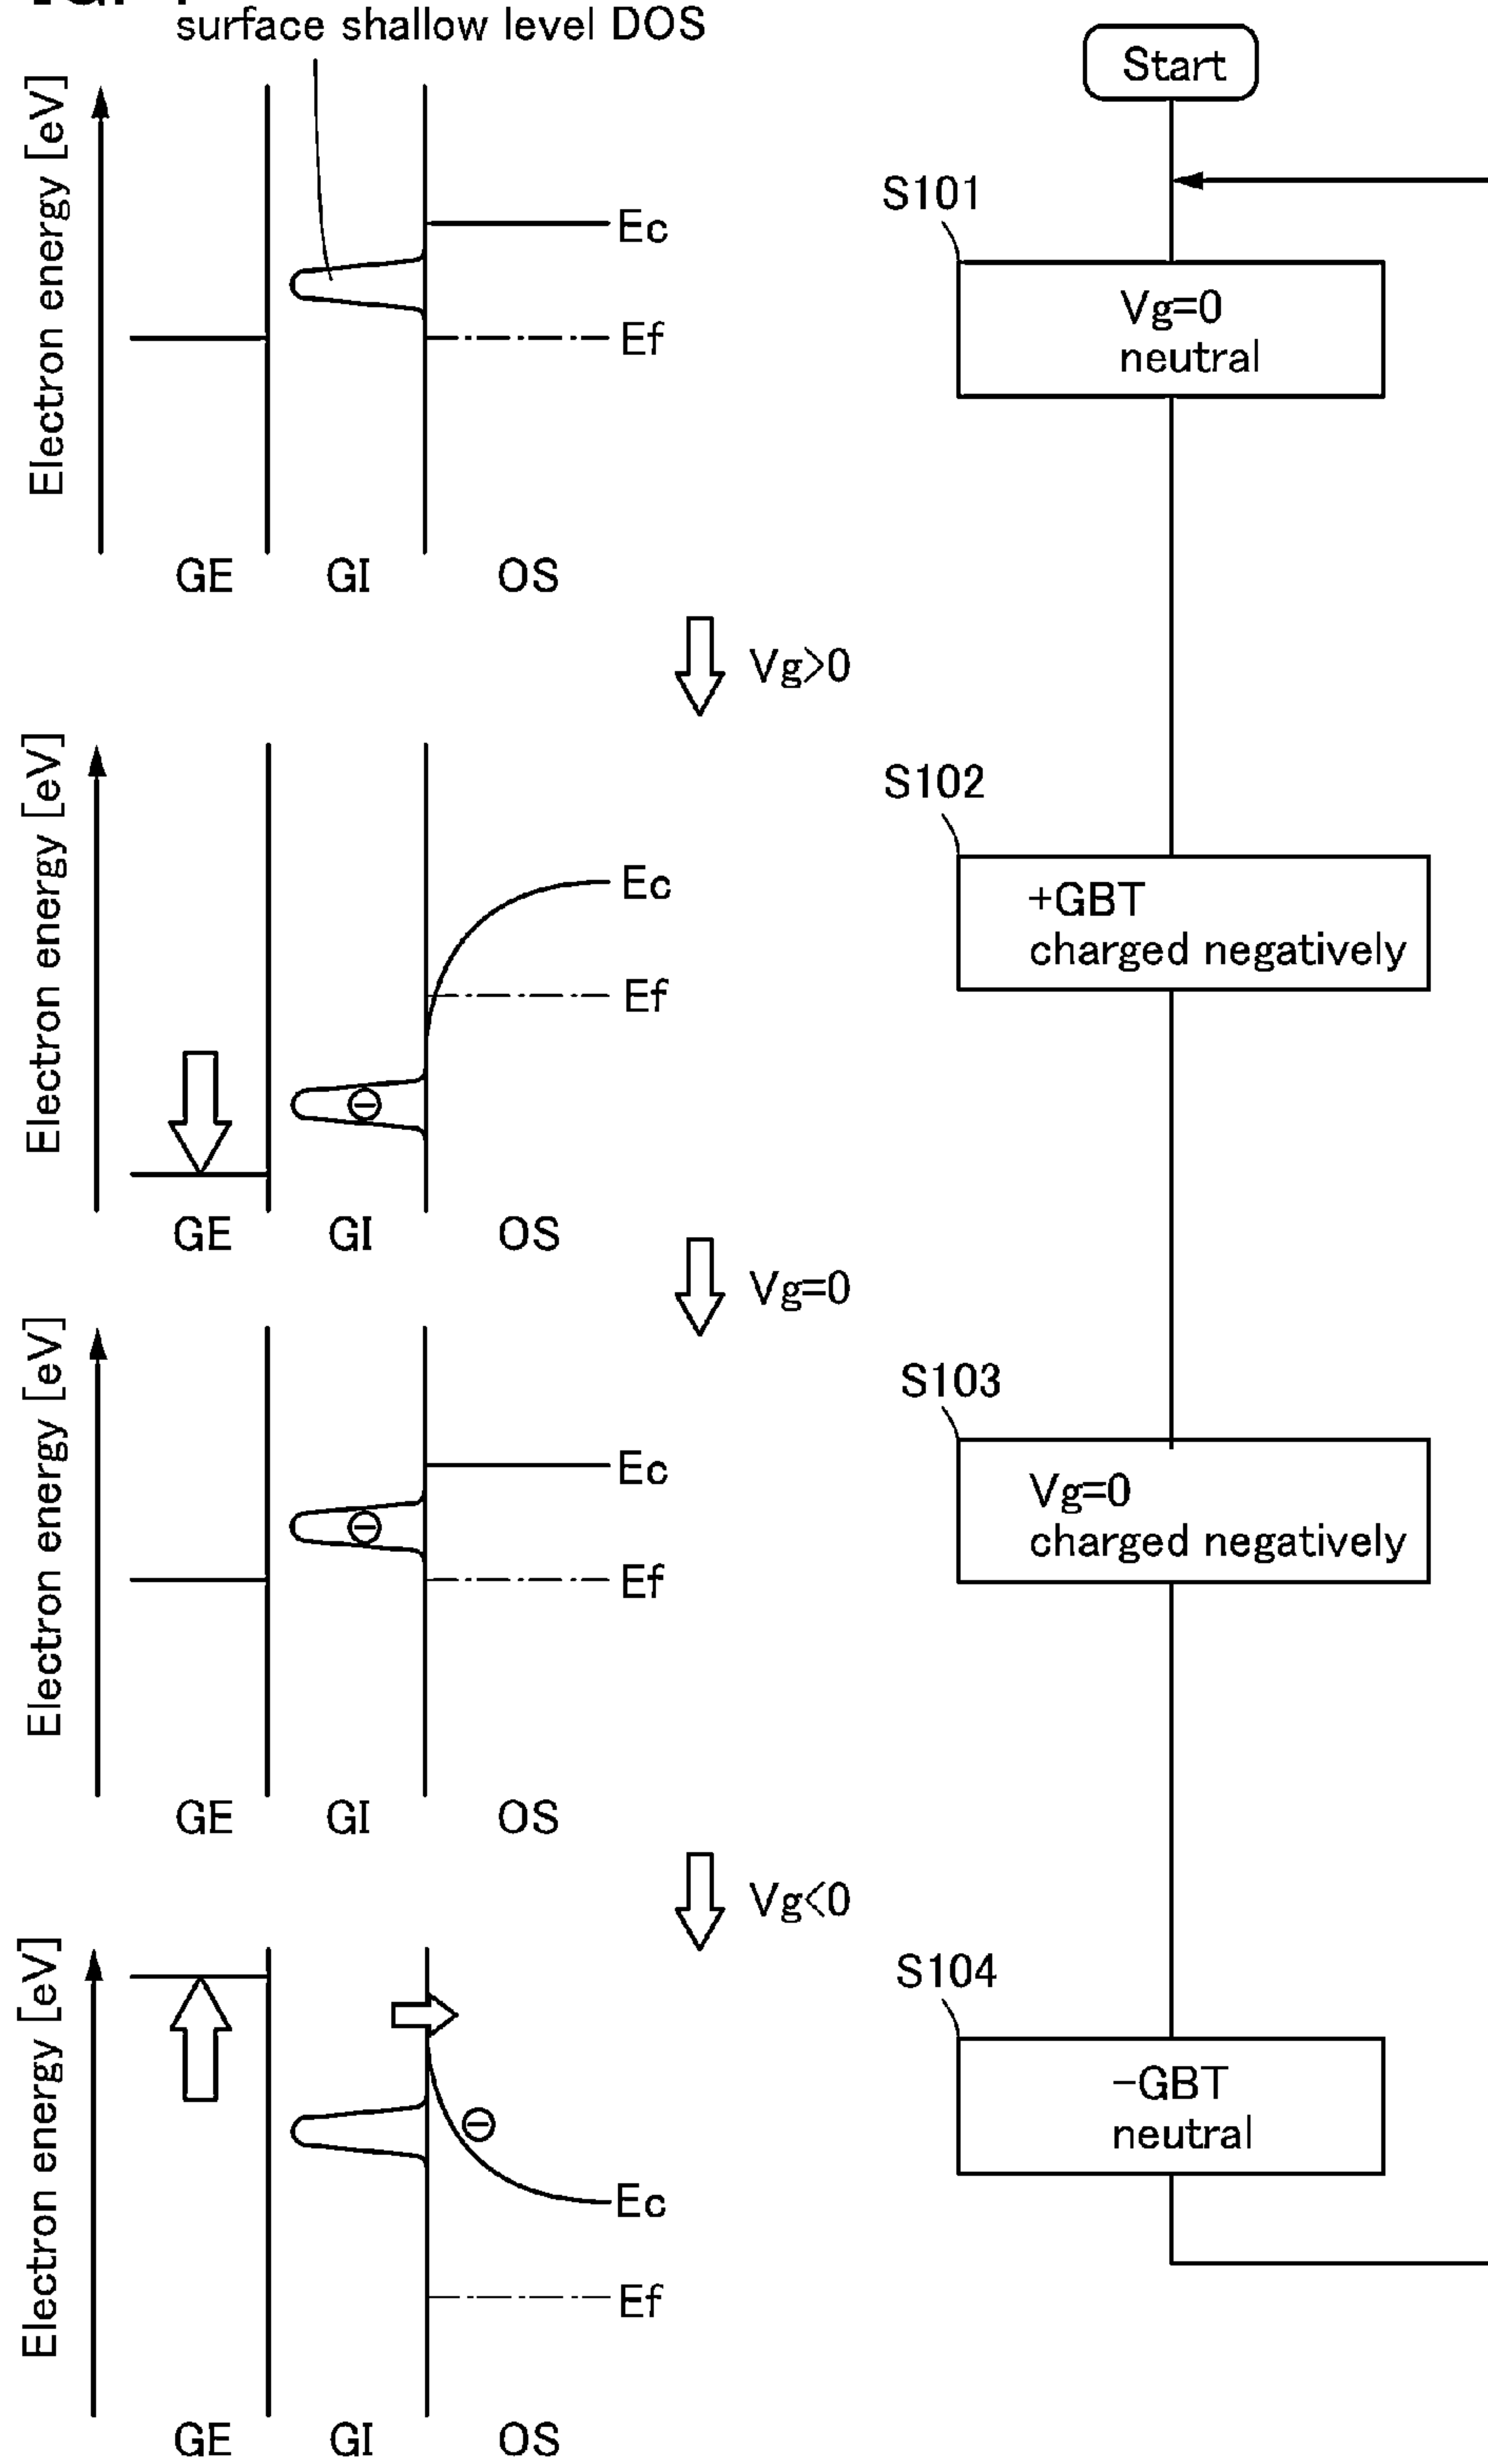 surface shallow level DOS
Start
Electron energy [eV]
Ec
Ef
GE
GI
OS
S101
Vg=0
neutral
Vg>0
Electron energy [eV]
Ec
Ef
GE
GI
OS
S102
+GBT
charged negatively
Vg=0
Electron energy [eV]
Ec
Ef
GE
GI
OS
S103
Vg=0
charged negatively
Vg<0
Electron energy [eV]
Ec
Ef
GE
GI
OS
S104
−GBT
neutral